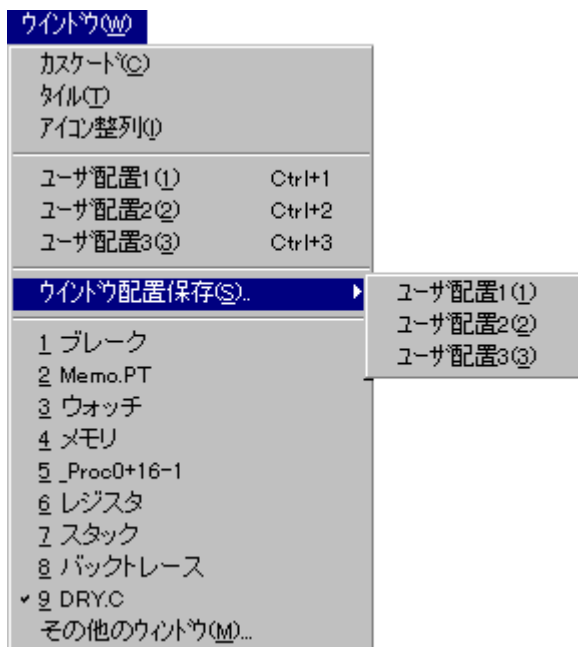 ｳｲﾝﾄﾞｳ(W)
ｶｽｹｰﾄﾞ(C)
ﾀｲﾙ(T)
ｱｲｺﾝ整列(I)
ﾕｰｻﾞ配置1(1) Ctrl+1
ﾕｰｻﾞ配置2(2) Ctrl+2
ﾕｰｻﾞ配置3(3) Ctrl+3
ｳｲﾝﾄﾞｳ配置保存(S)..
ﾕｰｻﾞ配置1(1)
ﾕｰｻﾞ配置2(2)
ﾕｰｻﾞ配置3(3)
1 ブレーク
2 Memo.PT
3 ウォッチ
4 メモリ
5 _Proc0+16-1
6 レジスタ
7 スタック
8 バックトレース
9 DRY.C
その他のｳｨﾝﾄﾞｳ(M)...